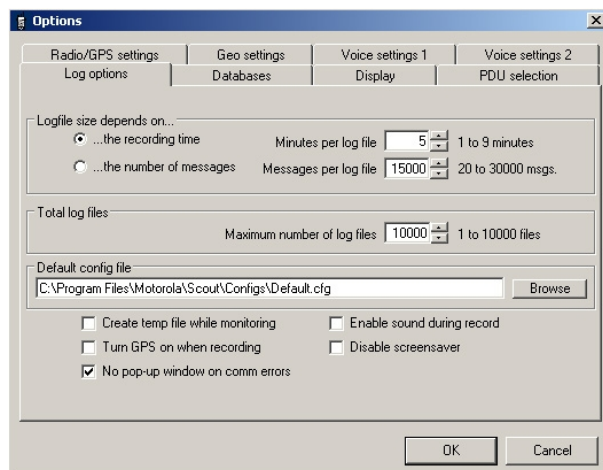 Options
Radio/GPS settings Geo settings Voice settings 1 Voice settings 2
Log options Databases Display PDU selection
Logfile size depends on...
...the recording time Minutes per log file 5 1 to 9 minutes
...the number of messages Messages per log file 15000 20 to 30000 msgs.
Total log files
Maximum number of log files 10000 1 to 10000 files
Default config file
C:\Program Files\Motorola\Scout\Configs\Default.cfg Browse
Create temp file while monitoring Enable sound during record
Turn GPS on when recording Disable screensaver
No pop-up window on comm errors
OK Cancel